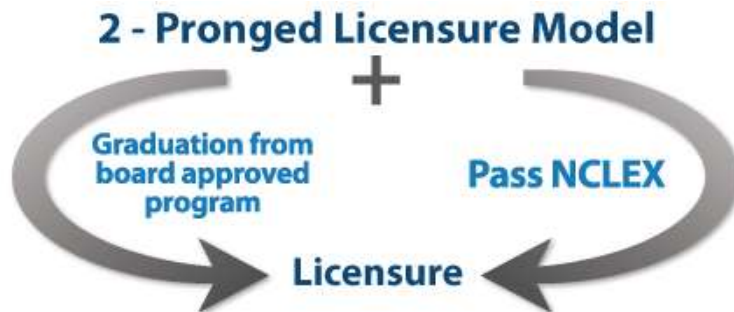 2 - Pronged Licensure Model
+
Graduation from
board approved
program
Pass NCLEX
Licensure